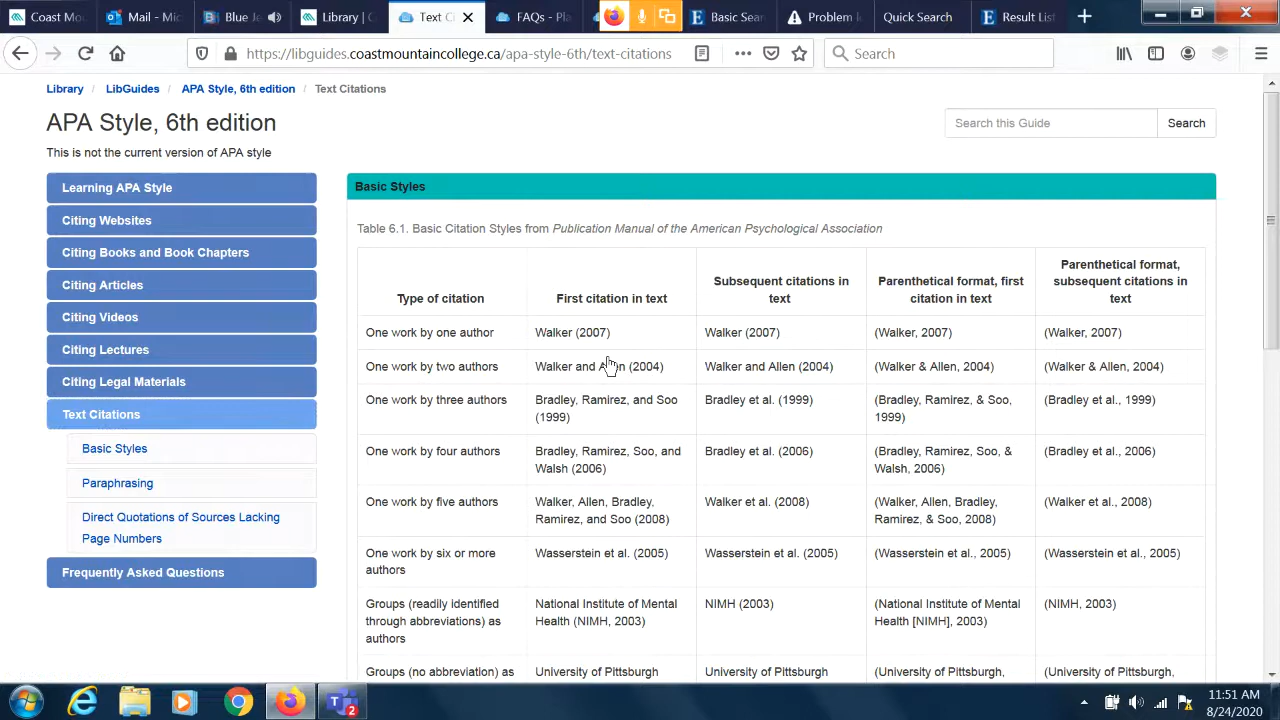 Coast Mount
Mail - Mic
Blue Je
Library | C
Text Ci
FAQs - Pla
Basic Sear
Problem l
Quick Search
Result List
https://libguides.coastmountaincollege.ca/apa-style-6th/text-citations
Search
Library / LibGuides / APA Style, 6th edition / Text Citations
APA Style, 6th edition
Search this Guide
Search
This is not the current version of APA style
Learning APA Style
Citing Websites
Citing Books and Book Chapters
Citing Articles
Citing Videos
Citing Lectures
Citing Legal Materials
Text Citations
Basic Styles
Paraphrasing
Direct Quotations of Sources Lacking
Page Numbers
Frequently Asked Questions
Basic Styles
Table 6.1. Basic Citation Styles from Publication Manual of the American Psychological Association
Type of citation
First citation in text
Subsequent citations in
text
Parenthetical format, first
citation in text
Parenthetical format,
subsequent citations in
text
One work by one author
Walker (2007)
Walker (2007)
(Walker, 2007)
(Walker, 2007)
One work by two authors
Walker and Allen (2004)
Walker and Allen (2004)
(Walker & Allen, 2004)
(Walker & Allen, 2004)
One work by three authors
Bradley, Ramirez, and Soo
(1999)
Bradley et al. (1999)
(Bradley, Ramirez, & Soo,
1999)
(Bradley et al., 1999)
One work by four authors
Bradley, Ramirez, Soo, and
Walsh (2006)
Bradley et al. (2006)
(Bradley, Ramirez, Soo, &
Walsh, 2006)
(Bradley et al., 2006)
One work by five authors
Walker, Allen, Bradley,
Ramirez, and Soo (2008)
Walker et al. (2008)
(Walker, Allen, Bradley,
Ramirez, & Soo, 2008)
(Walker et al., 2008)
One work by six or more
authors
Wasserstein et al. (2005)
Wasserstein et al. (2005)
(Wasserstein et al., 2005)
(Wasserstein et al., 2005)
Groups (readily identified
through abbreviations) as
authors
National Institute of Mental
Health (NIMH, 2003)
NIMH (2003)
(National Institute of Mental
Health [NIMH], 2003)
(NIMH, 2003)
Groups (no abbreviation) as
University of Pittsburgh
University of Pittsburgh
(University of Pittsburgh,
(University of Pittsburgh,
2
11:51 AM
8/24/2020